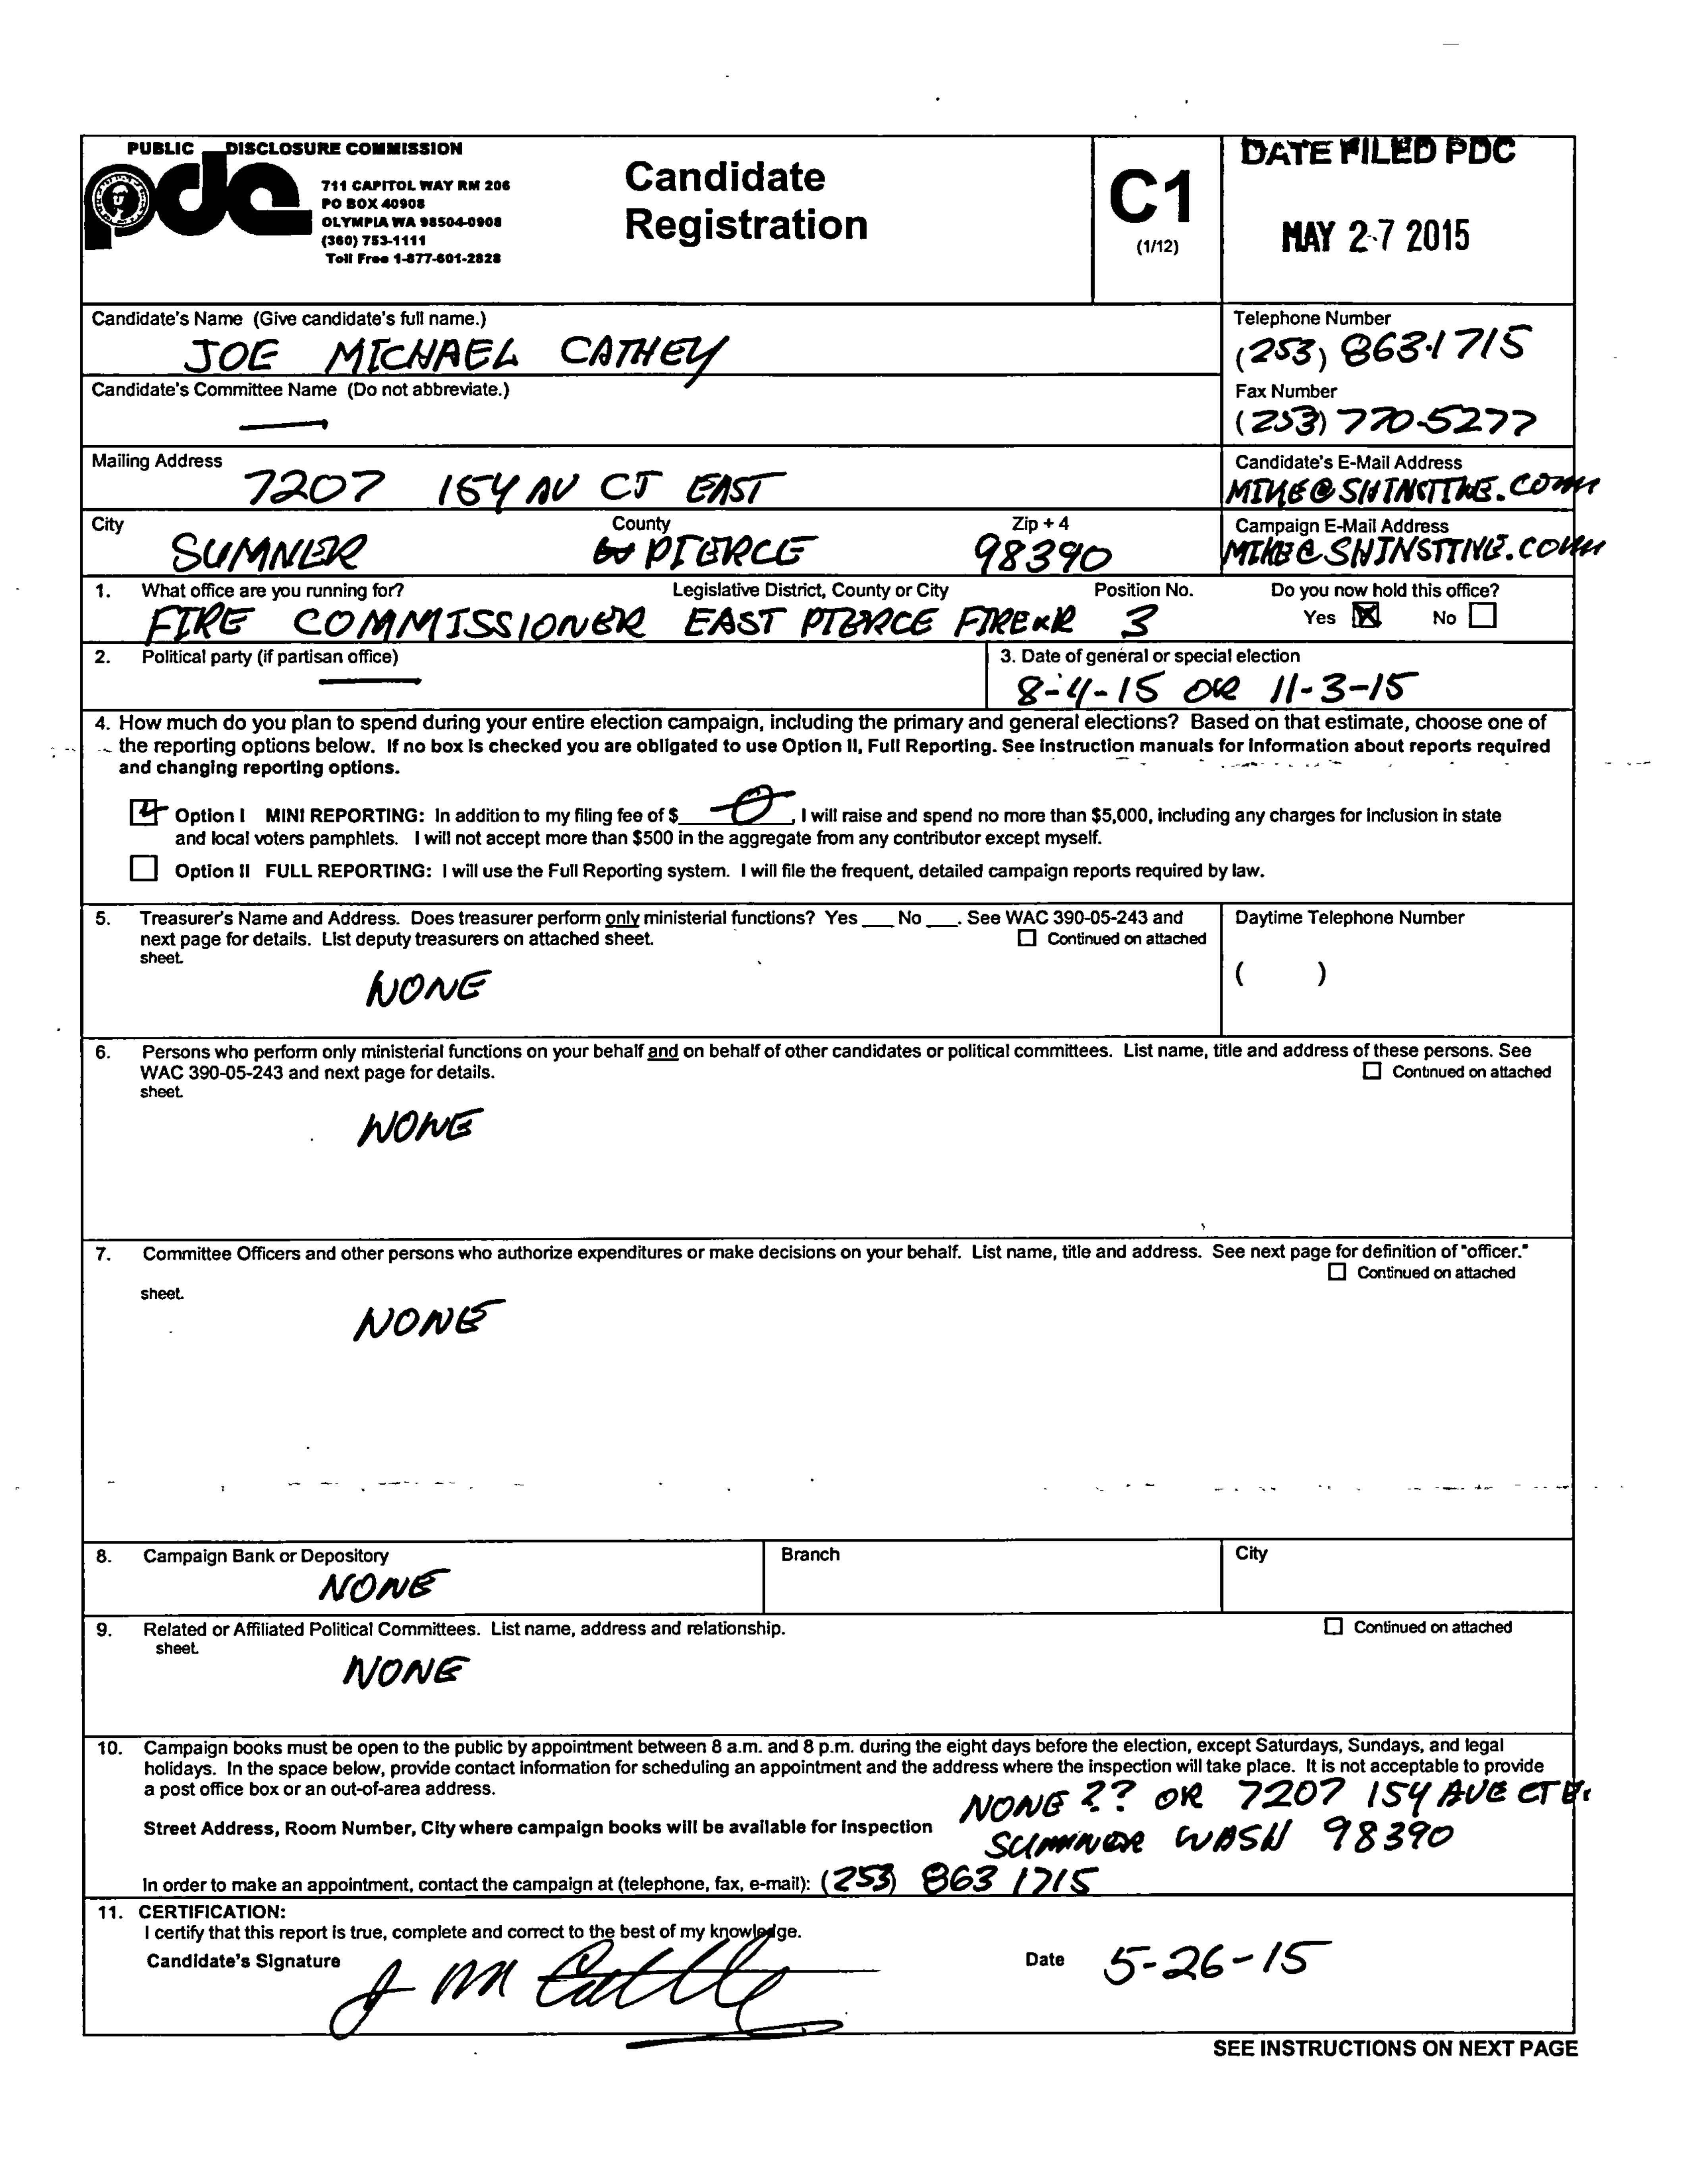 PUBLIC DISCLOSURE COMMISSION
pdc
711 CAPITOL WAY RM 206
PO BOX 40908
OLYMPIA WA 98504-0908
(360) 753-1111
Toll Free 1-877-601-2828
Candidate
Registration
C1
(1/12)
DATE FILED PDC
MAY 27 2015
Candidate's Name (Give candidate's full name.)
JOE MICHAEL CATHEY
Telephone Number
(253) 863-1715
Candidate's Committee Name (Do not abbreviate.)
—
Fax Number
(253) 770-5277
Mailing Address
7207 154 AV CT EAST
Candidate's E-Mail Address
City
SUMNER
County
PIERCE
Zip + 4
98390
Campaign E-Mail Address
1. What office are you running for?
FIRE COMMISSIONER
Legislative District, County or City
EAST PIERCE FIRE & R
Position No.
3
Do you now hold this office?
Yes ☒ No ☐
2. Political party (if partisan office)
—
3. Date of general or special election
8-4-15 OR 11-3-15
4. How much do you plan to spend during your entire election campaign, including the primary and general elections? Based on that estimate, choose one of
the reporting options below. If no box is checked you are obligated to use Option II, Full Reporting. See instruction manuals for information about reports required
and changing reporting options.
Option I MINI REPORTING: In addition to my filing fee of $ 0, I will raise and spend no more than $5,000, including any charges for inclusion in state
and local voters pamphlets. I will not accept more than $500 in the aggregate from any contributor except myself.
☐ Option II FULL REPORTING: I will use the Full Reporting system. I will file the frequent, detailed campaign reports required by law.
5. Treasurer's Name and Address. Does treasurer perform only ministerial functions? Yes ___ No ___. See WAC 390-05-243 and
next page for details. List deputy treasurers on attached sheet. ☐ Continued on attached
sheet.
NONE
Daytime Telephone Number
( )
6. Persons who perform only ministerial functions on your behalf and on behalf of other candidates or political committees. List name, title and address of these persons. See
WAC 390-05-243 and next page for details. ☐ Continued on attached
sheet.
NONE
7. Committee Officers and other persons who authorize expenditures or make decisions on your behalf. List name, title and address. See next page for definition of "officer."
☐ Continued on attached
sheet.
NONE
8. Campaign Bank or Depository
NONE
Branch
City
9. Related or Affiliated Political Committees. List name, address and relationship. ☐ Continued on attached
sheet.
NONE
10. Campaign books must be open to the public by appointment between 8 a.m. and 8 p.m. during the eight days before the election, except Saturdays, Sundays, and legal
holidays. In the space below, provide contact information for scheduling an appointment and the address where the inspection will take place. It is not acceptable to provide
a post office box or an out-of-area address.
NONE ?? OR 7207 154 AVE CT E.
Street Address, Room Number, City where campaign books will be available for inspection
SUMNER WASH 98390
In order to make an appointment, contact the campaign at (telephone, fax, e-mail): (253) 863 1715
11. CERTIFICATION:
I certify that this report is true, complete and correct to the best of my knowledge.
Candidate's Signature
J M Cathey
Date 5-26-15
SEE INSTRUCTIONS ON NEXT PAGE